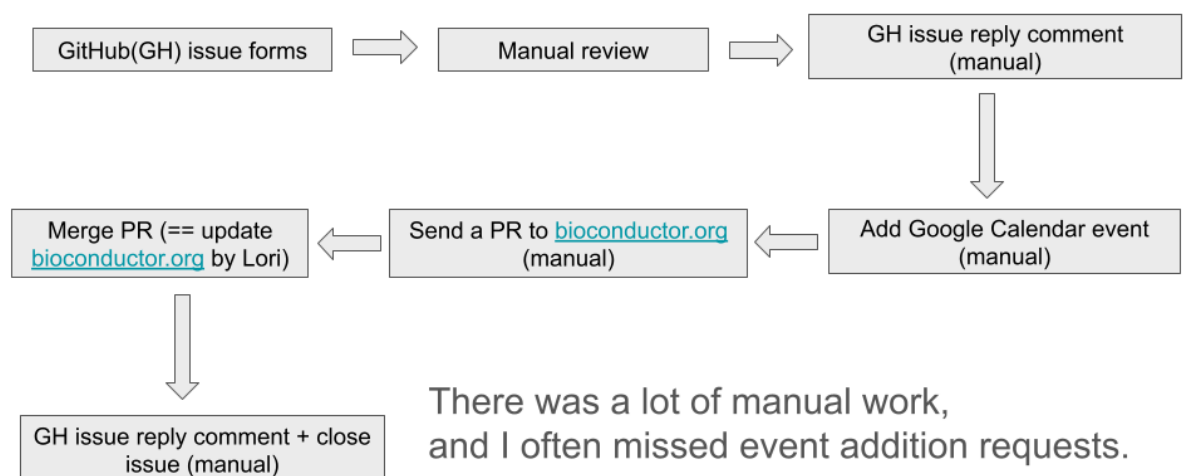 GitHub(GH) issue forms
Manual review
GH issue reply comment
(manual)
Add Google Calendar event
(manual)
Send a PR to bioconductor.org
(manual)
Merge PR (== update
bioconductor.org by Lori)
GH issue reply comment + close
issue (manual)
There was a lot of manual work,
and I often missed event addition requests.